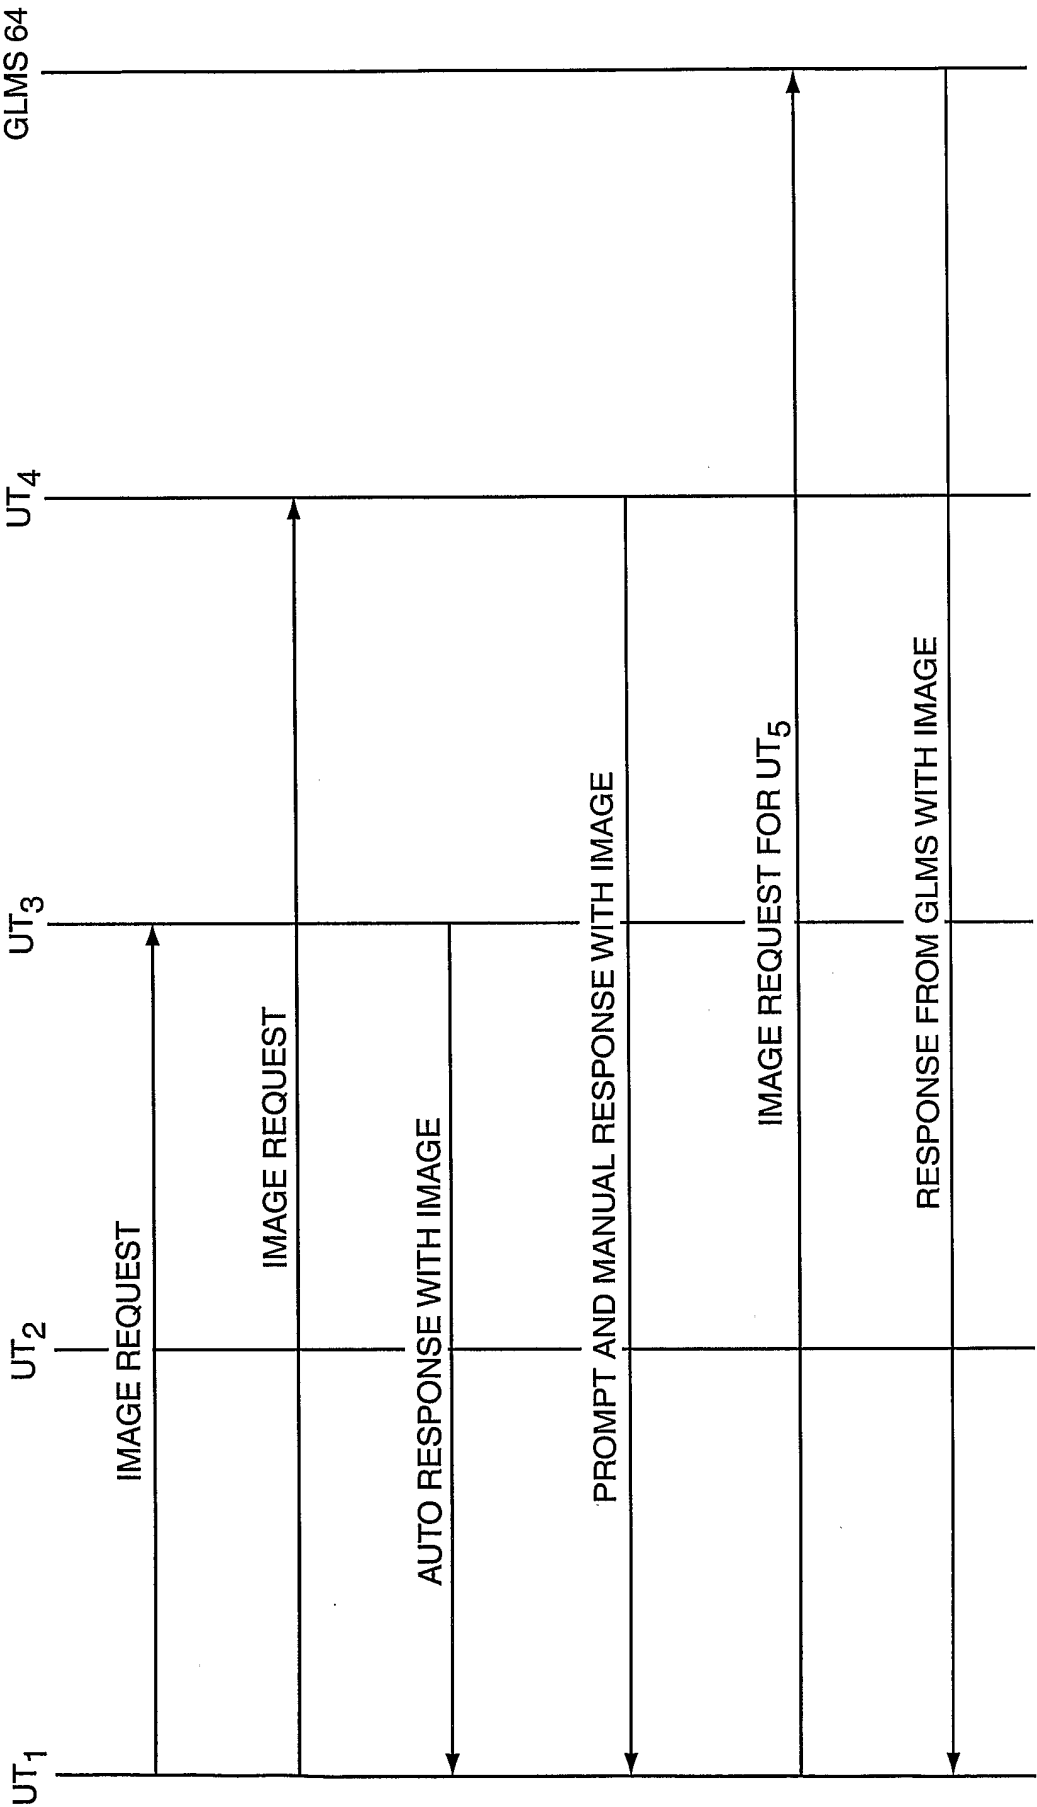 UT1
UT2
UT3
UT4
GLMS 64
IMAGE REQUEST
IMAGE REQUEST
AUTO RESPONSE WITH IMAGE
PROMPT AND MANUAL RESPONSE WITH IMAGE
IMAGE REQUEST FOR UT5
RESPONSE FROM GLMS WITH IMAGE